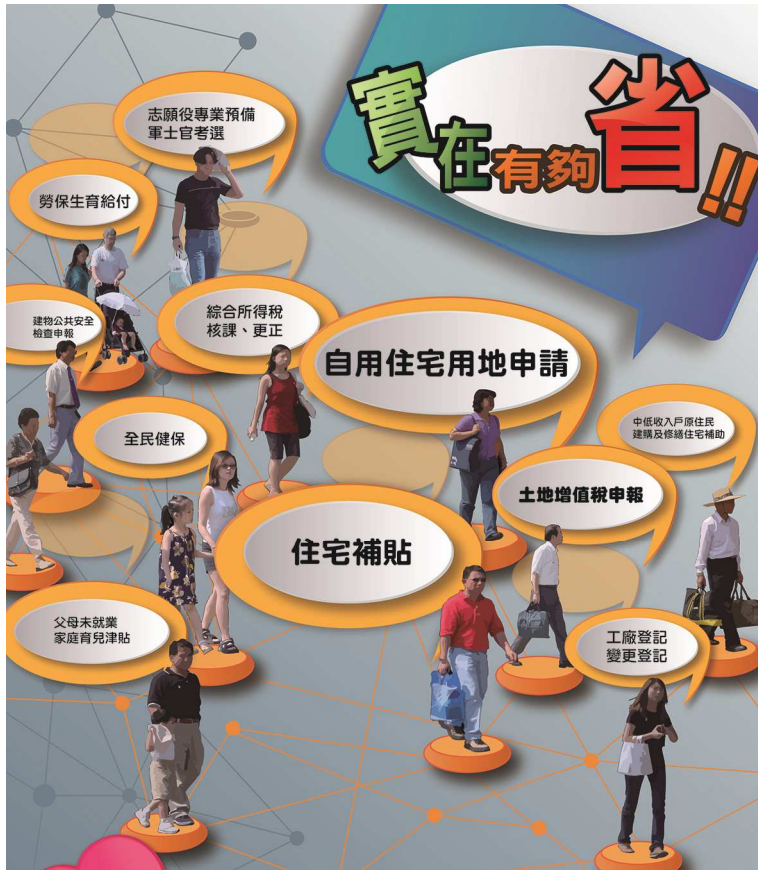 實在有夠省!!
志願役專業預備
軍士官考選
勞保生育給付
建物公共安全
檢查申報
綜合所得稅
核課、更正
自用住宅用地申請
中低收入戶原住民
建購及修繕住宅補助
全民健保
土地增值稅申報
住宅補貼
父母未就業
家庭育兒津貼
工廠登記
變更登記